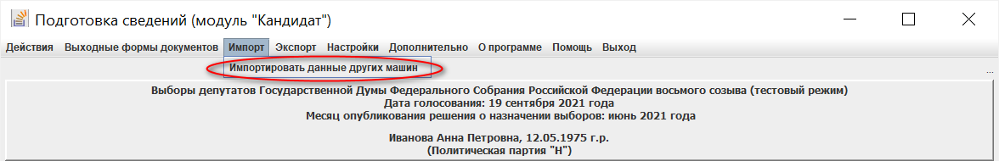 Подготовка сведений (модуль "Кандидат")
Действия Выходные формы документов Импорт Экспорт Настройки Дополнительно О программе Помощь Выход
Импортировать данные других машин
...
Выборы депутатов Государственной Думы Федерального Собрания Российской Федерации восьмого созыва (тестовый режим)
Дата голосования: 19 сентября 2021 года
Месяц опубликования решения о назначении выборов: июнь 2021 года
Иванова Анна Петровна, 12.05.1975 г.р.
(Политическая партия "Н")